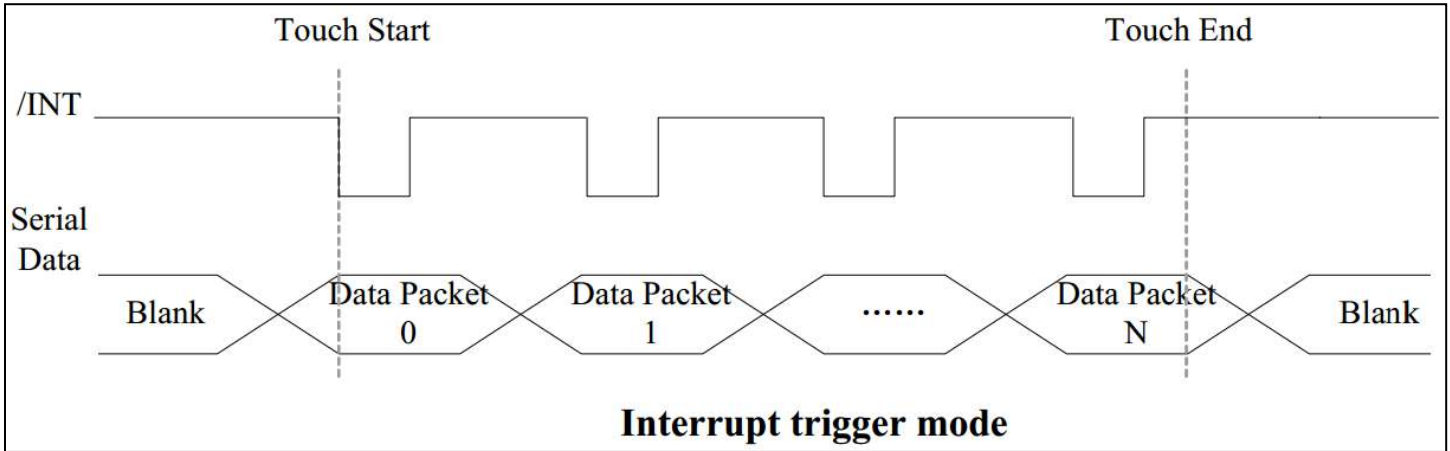 Touch Start
Touch End
/INT
Serial
Data
Blank
Data Packet
0
Data Packet
1
......
Data Packet
N
Blank
Interrupt trigger mode